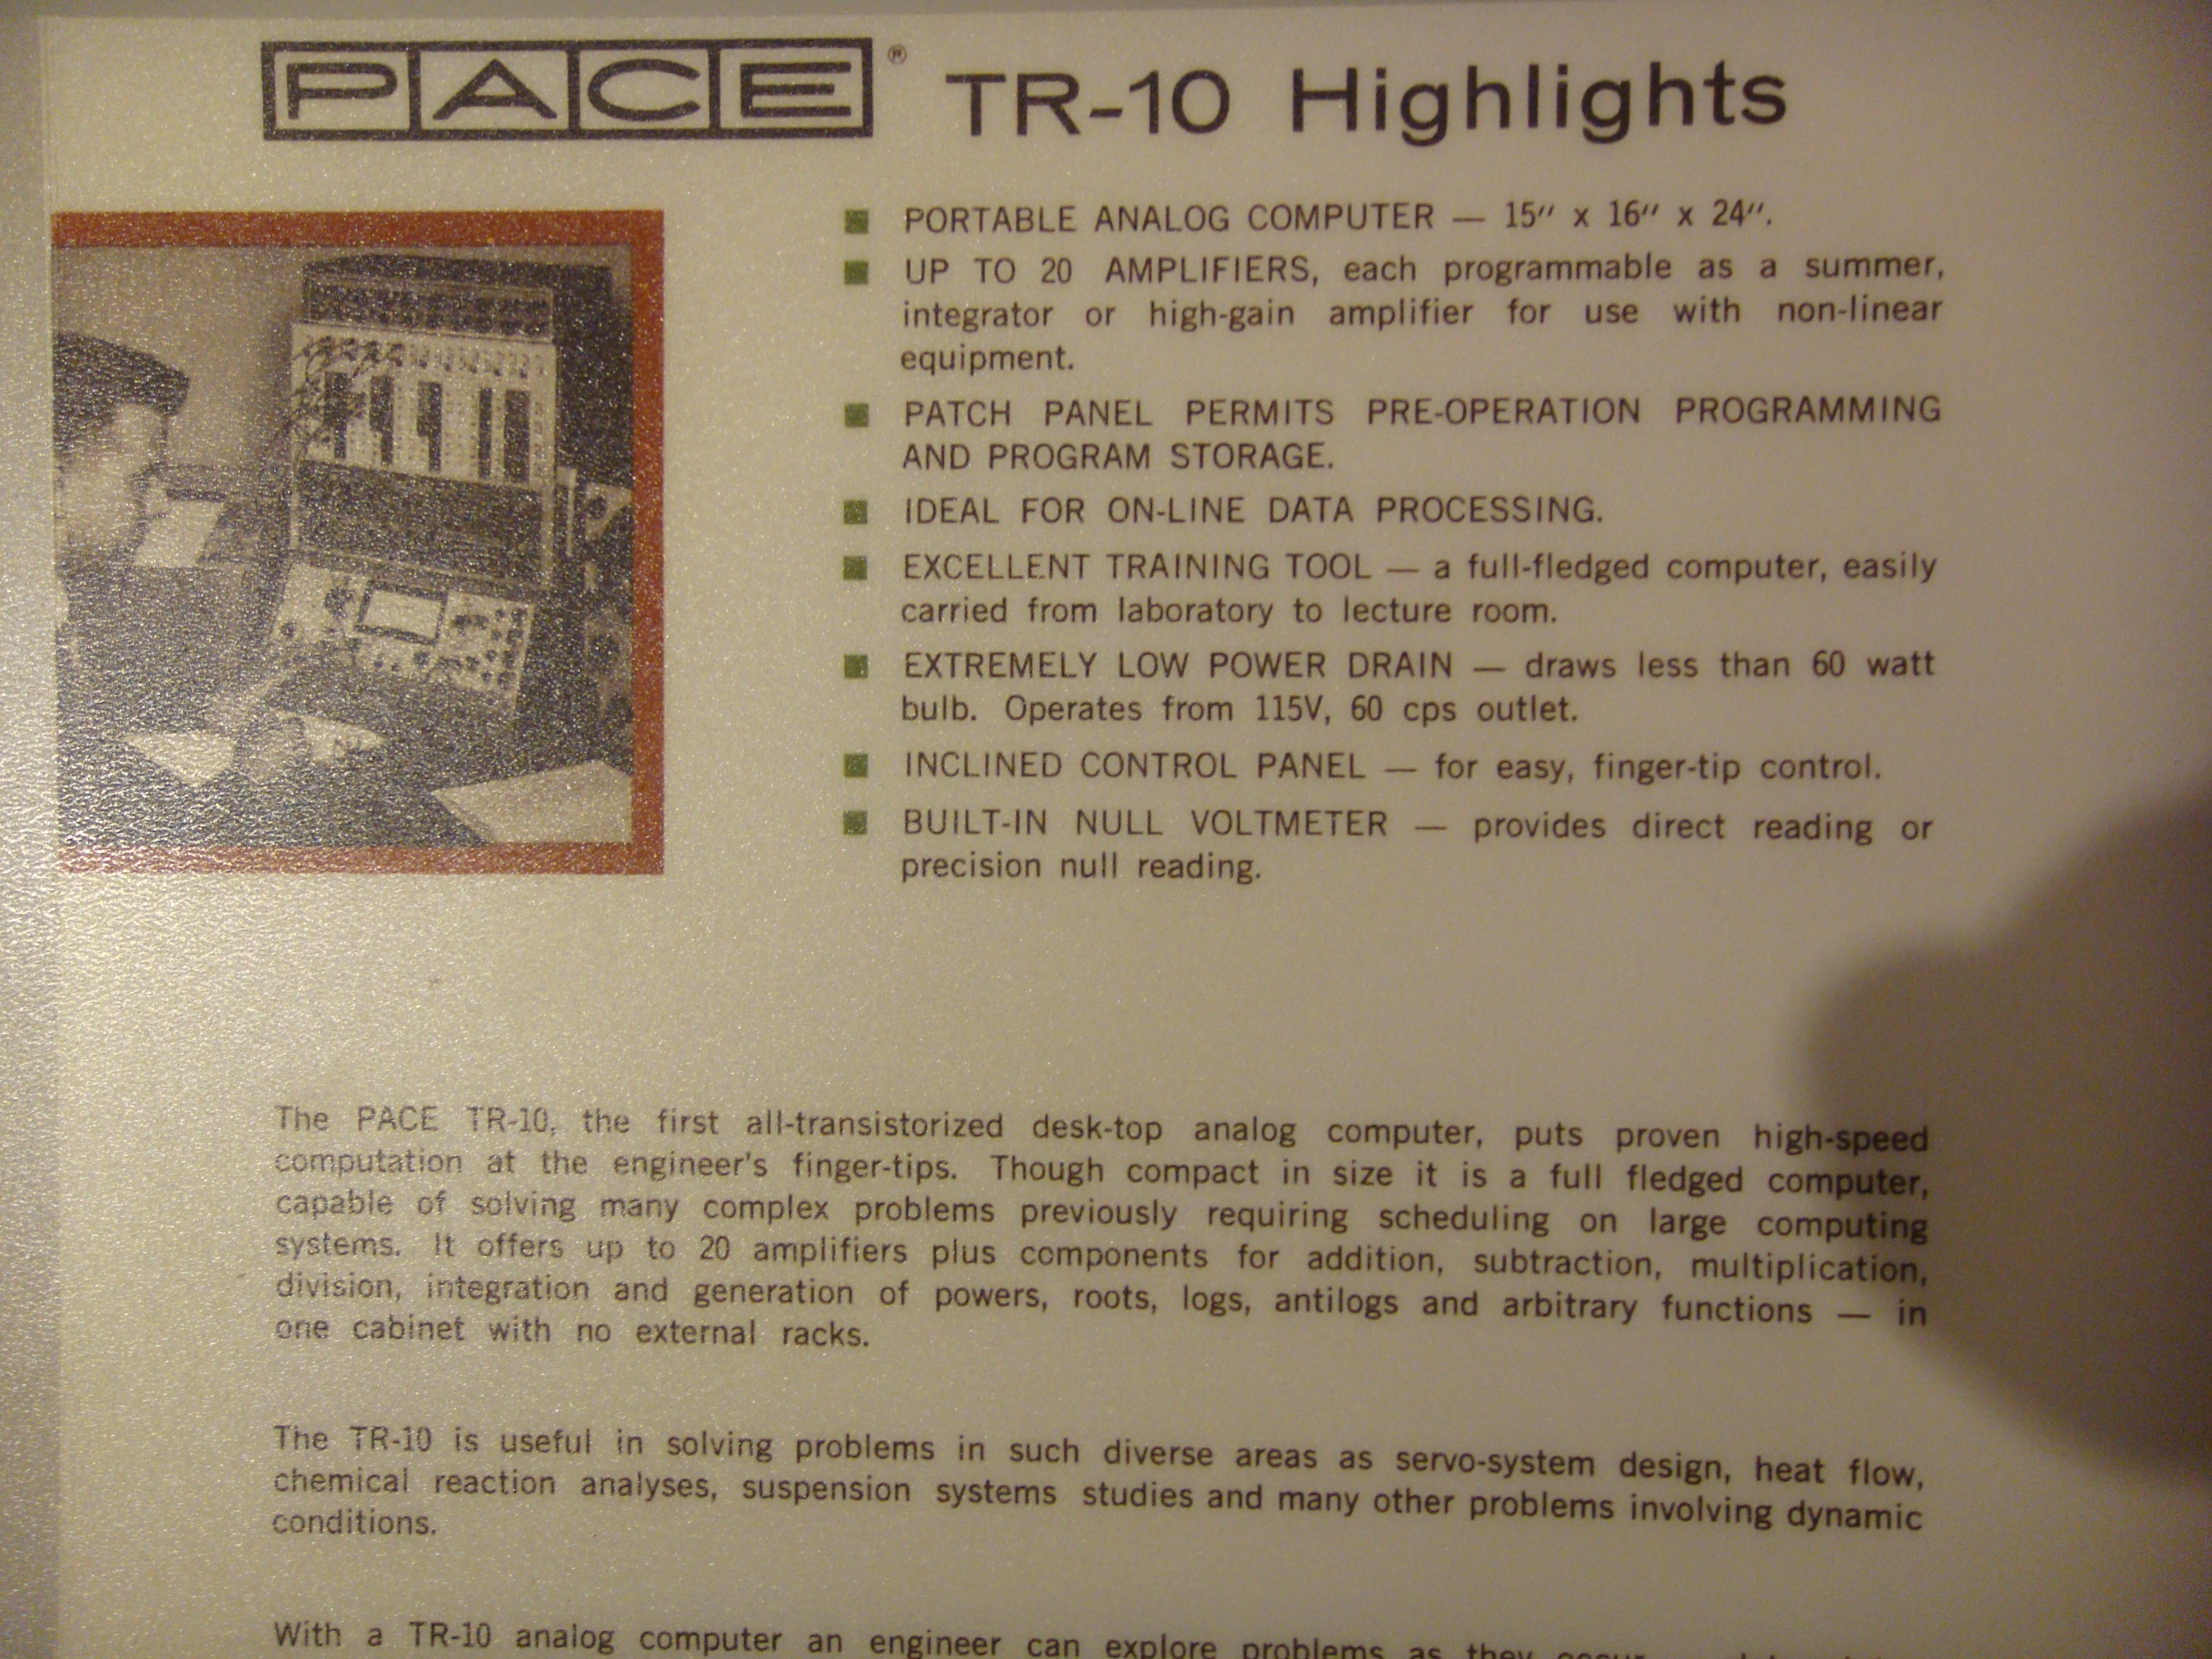 PACE® TR-10 Highlights
■ PORTABLE ANALOG COMPUTER — 15″ x 16″ x 24″.
■ UP TO 20 AMPLIFIERS, each programmable as a summer,
integrator or high-gain amplifier for use with non-linear
equipment.
■ PATCH PANEL PERMITS PRE-OPERATION PROGRAMMING
AND PROGRAM STORAGE.
■ IDEAL FOR ON-LINE DATA PROCESSING.
■ EXCELLENT TRAINING TOOL — a full-fledged computer, easily
carried from laboratory to lecture room.
■ EXTREMELY LOW POWER DRAIN — draws less than 60 watt
bulb. Operates from 115V, 60 cps outlet.
■ INCLINED CONTROL PANEL — for easy, finger-tip control.
■ BUILT-IN NULL VOLTMETER — provides direct reading or
precision null reading.
The PACE TR-10, the first all-transistorized desk-top analog computer, puts proven high-speed
computation at the engineer's finger-tips. Though compact in size it is a full fledged computer,
capable of solving many complex problems previously requiring scheduling on large computing
systems. It offers up to 20 amplifiers plus components for addition, subtraction, multiplication,
division, integration and generation of powers, roots, logs, antilogs and arbitrary functions — in
one cabinet with no external racks.
The TR-10 is useful in solving problems in such diverse areas as servo-system design, heat flow,
chemical reaction analyses, suspension systems studies and many other problems involving dynamic
conditions.
With a TR-10 analog computer an engineer can explore problems as they occur